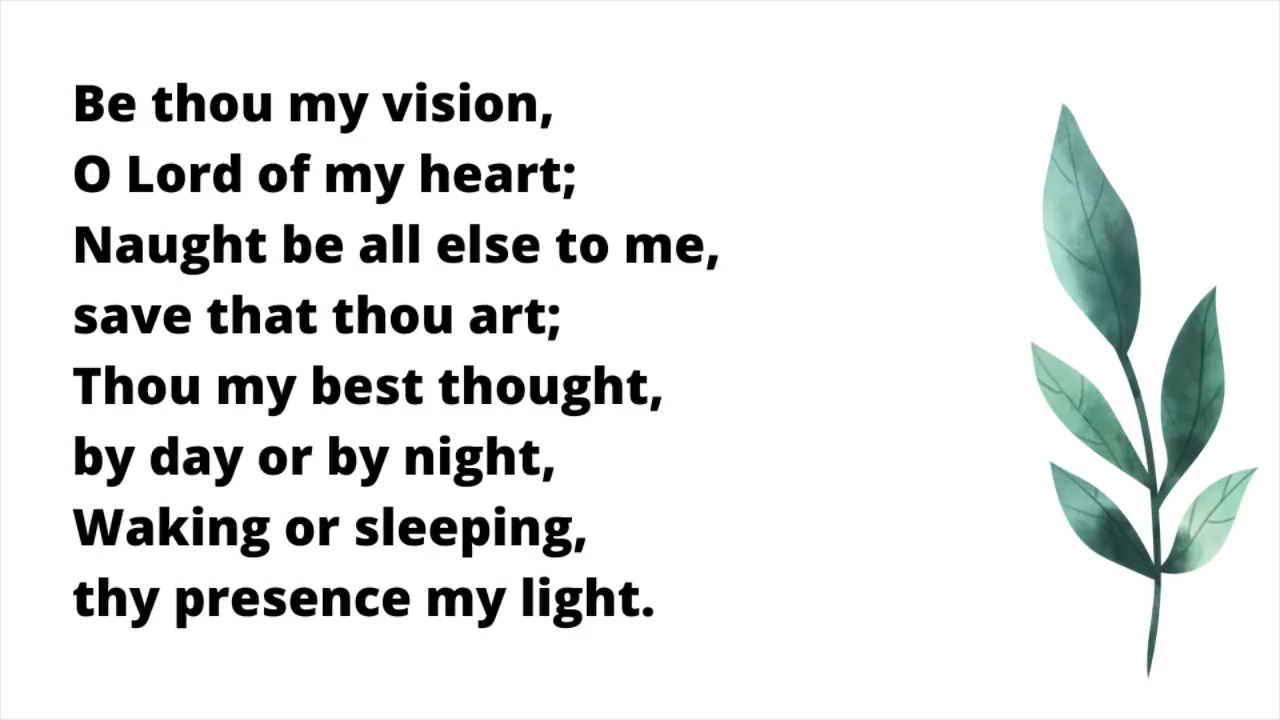 Be thou my vision,
O Lord of my heart;
Naught be all else to me,
save that thou art;
Thou my best thought,
by day or by night,
Waking or sleeping,
thy presence my light.